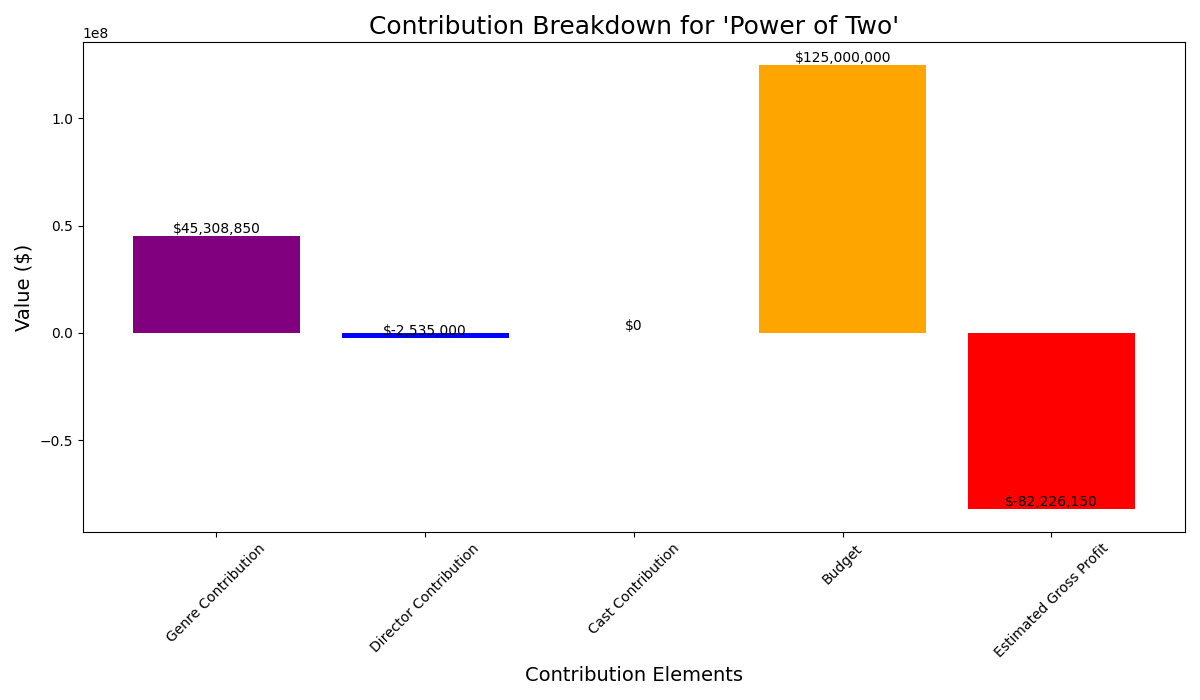 Contribution Breakdown for 'Power of Two'
1e8
$125,000,000
1.0
$45,308,850
0.5
Value ($)
$-2,535,000
$0
0.0
−0.5
$-82,226,150
Genre Contribution
Director Contribution
Cast Contribution
Budget
Estimated Gross Profit
Contribution Elements